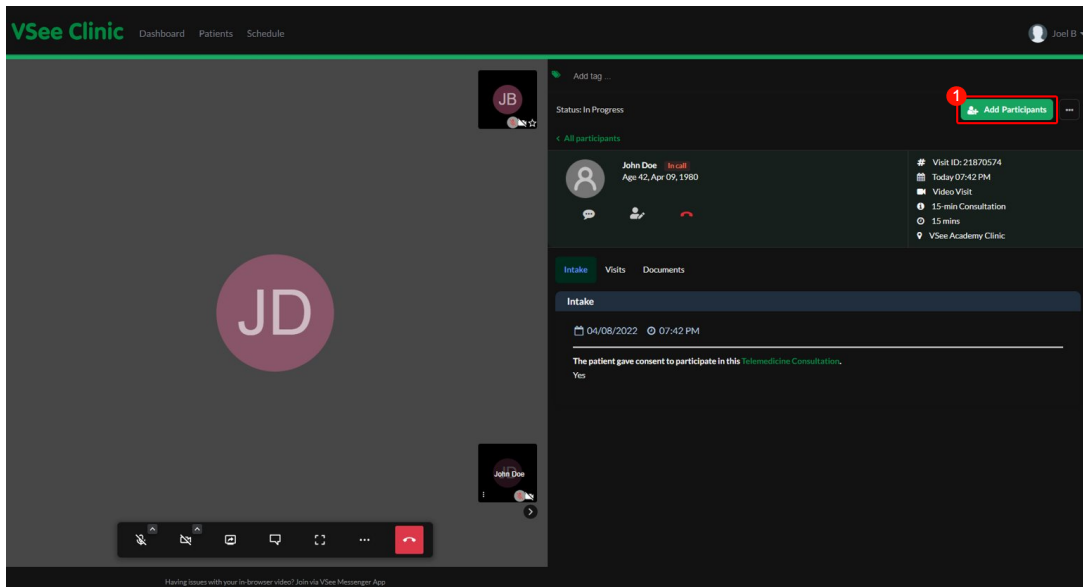 VSee Clinic Dashboard Patients Schedule Joel B
JB
Add tag ...
1
Status: In Progress
Add Participants
< All participants
John Doe In call
Age 42, Apr 09, 1980
# Visit ID: 21870574
Today 07:42 PM
Video Visit
15-min Consultation
15 mins
VSee Academy Clinic
Intake Visits Documents
Intake
04/08/2022 07:42 PM
The patient gave consent to participate in this Telemedicine Consultation.
Yes
JD
John Doe
Having issues with your in-browser video? Join via VSee Messenger App